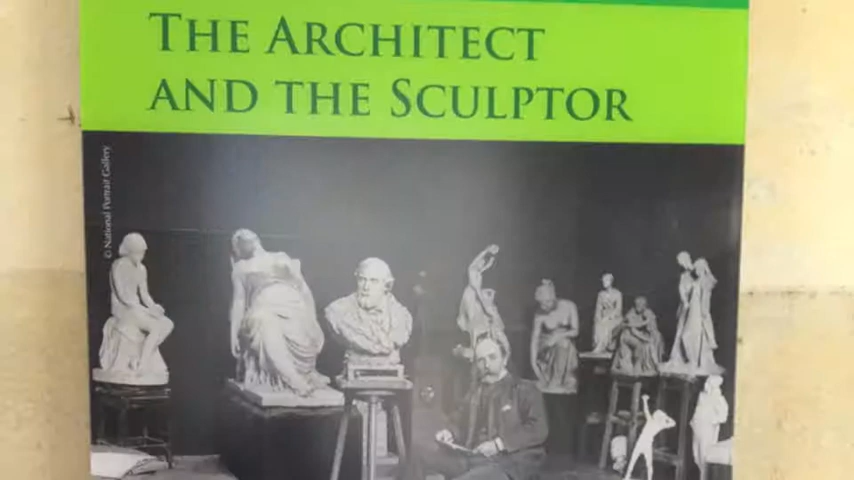 THE ARCHITECT
AND THE SCULPTOR
© National Portrait Gallery